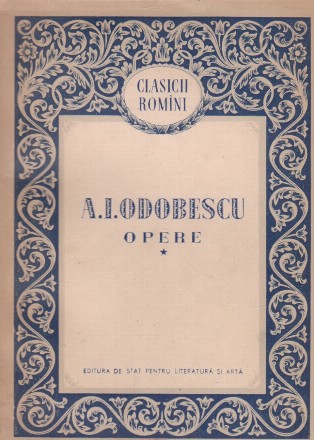 CLASICII
ROMÎNI
A.I.ODOBESCU
OPERE
*
EDITURA DE STAT PENTRU LITERATURĂ ȘI ARTĂ